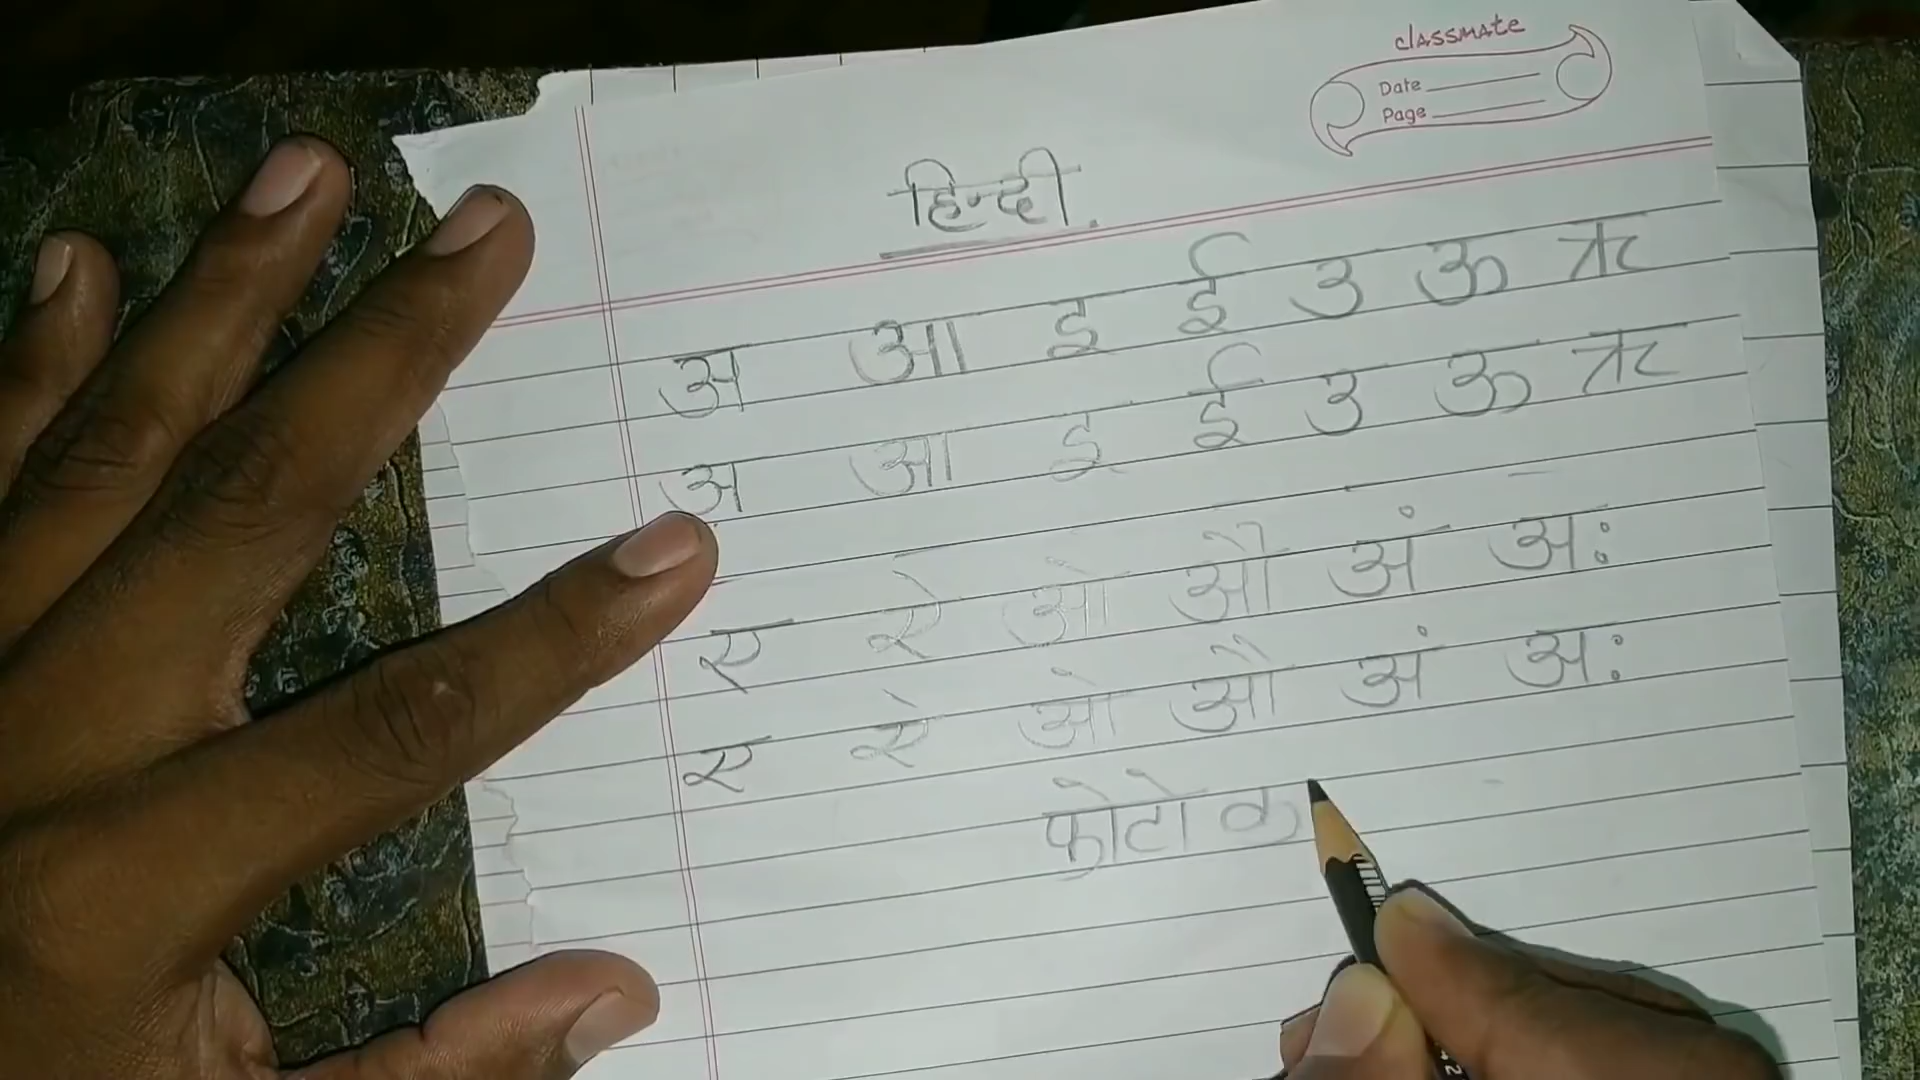 classmate
Date
Page
हिन्दी.
अ आ इ ई उ ऊ ऋ
अ आ इ ई उ ऊ ऋ
ए ऐ ओ औ अं अः
ए ऐ ओ औ अं अः
फोटो